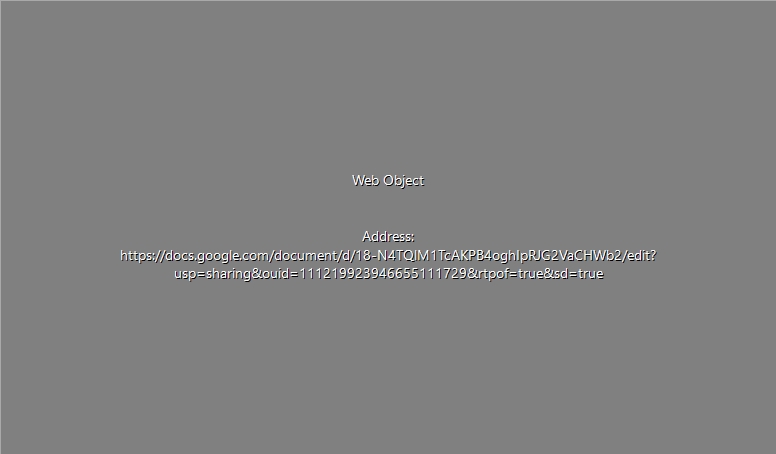 Web Object
Address:
https://docs.google.com/document/d/18-N4TQIM1TcAKPB4oghIpRJG2VaCHWb2/edit?
usp=sharing&ouid=111219923946655111729&rtpof=true&sd=true